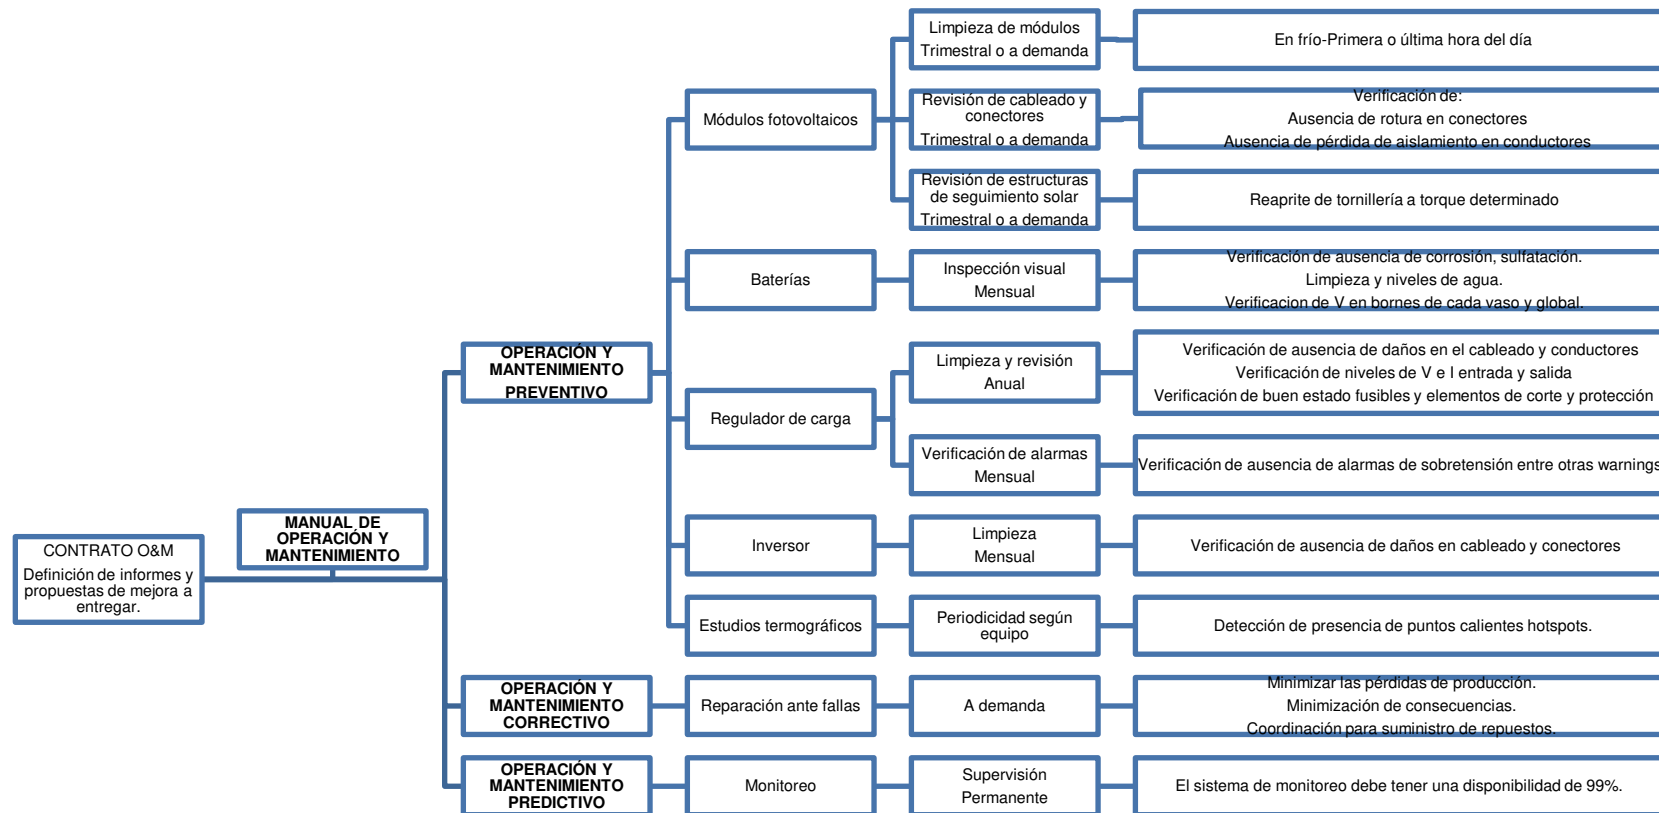 CONTRATO O&M
Definición de informes y
propuestas de mejora a
entregar.
MANUAL DE
OPERACIÓN Y
MANTENIMIENTO
OPERACIÓN Y
MANTENIMIENTO
PREVENTIVO
Módulos fotovoltaicos
Limpieza de módulos
Trimestral o a demanda
En frío-Primera o última hora del día
Revisión de cableado y
conectores
Trimestral o a demanda
Verificación de:
Ausencia de rotura en conectores
Ausencia de pérdida de aislamiento en conductores
Revisión de estructuras
de seguimiento solar
Trimestral o a demanda
Reaprite de tornillería a torque determinado
Baterías
Inspección visual
Mensual
Verificación de ausencia de corrosión, sulfatación.
Limpieza y niveles de agua.
Verificacion de V en bornes de cada vaso y global.
Regulador de carga
Limpieza y revisión
Anual
Verificación de ausencia de daños en el cableado y conductores
Verificación de niveles de V e I entrada y salida
Verificación de buen estado fusibles y elementos de corte y protección
Verificación de alarmas
Mensual
Verificación de ausencia de alarmas de sobretensión entre otras warnings
Inversor
Limpieza
Mensual
Verificación de ausencia de daños en cableado y conectores
Estudios termográficos
Periodicidad según
equipo
Detección de presencia de puntos calientes hotspots.
OPERACIÓN Y
MANTENIMIENTO
CORRECTIVO
Reparación ante fallas
A demanda
Minimizar las pérdidas de producción.
Minimización de consecuencias.
Coordinación para suministro de repuestos.
OPERACIÓN Y
MANTENIMIENTO
PREDICTIVO
Monitoreo
Supervisión
Permanente
El sistema de monitoreo debe tener una disponibilidad de 99%.